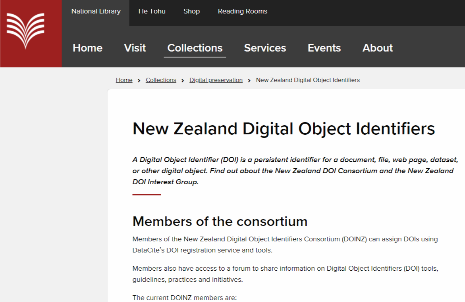 National Library He Tohu Shop Reading Rooms
Home Visit Collections Services Events About
Home > Collections > Digital preservation > New Zealand Digital Object Identifiers
New Zealand Digital Object Identifiers
A Digital Object Identifier (DOI) is a persistent identifier for a document, file, web page, dataset,
or other digital object. Find out about the New Zealand DOI Consortium and the New Zealand
DOI Interest Group.
Members of the consortium
Members of the New Zealand Digital Object Identifiers Consortium (DOINZ) can assign DOIs using
DataCite's DOI registration service and tools.
Members also have access to a forum to share information on Digital Object Identifiers (DOI) tools,
guidelines, practices and initiatives.
The current DOINZ members are: